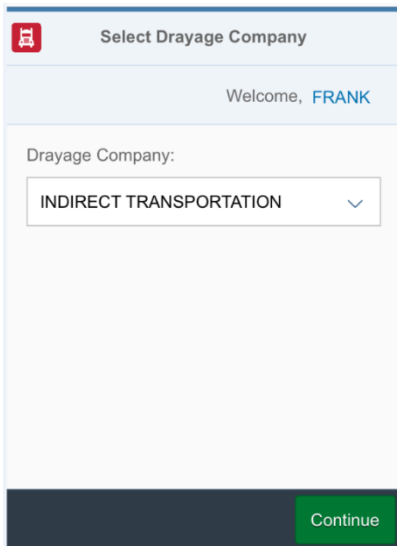 Select Drayage Company
Welcome, FRANK
Drayage Company:
INDIRECT TRANSPORTATION
Continue